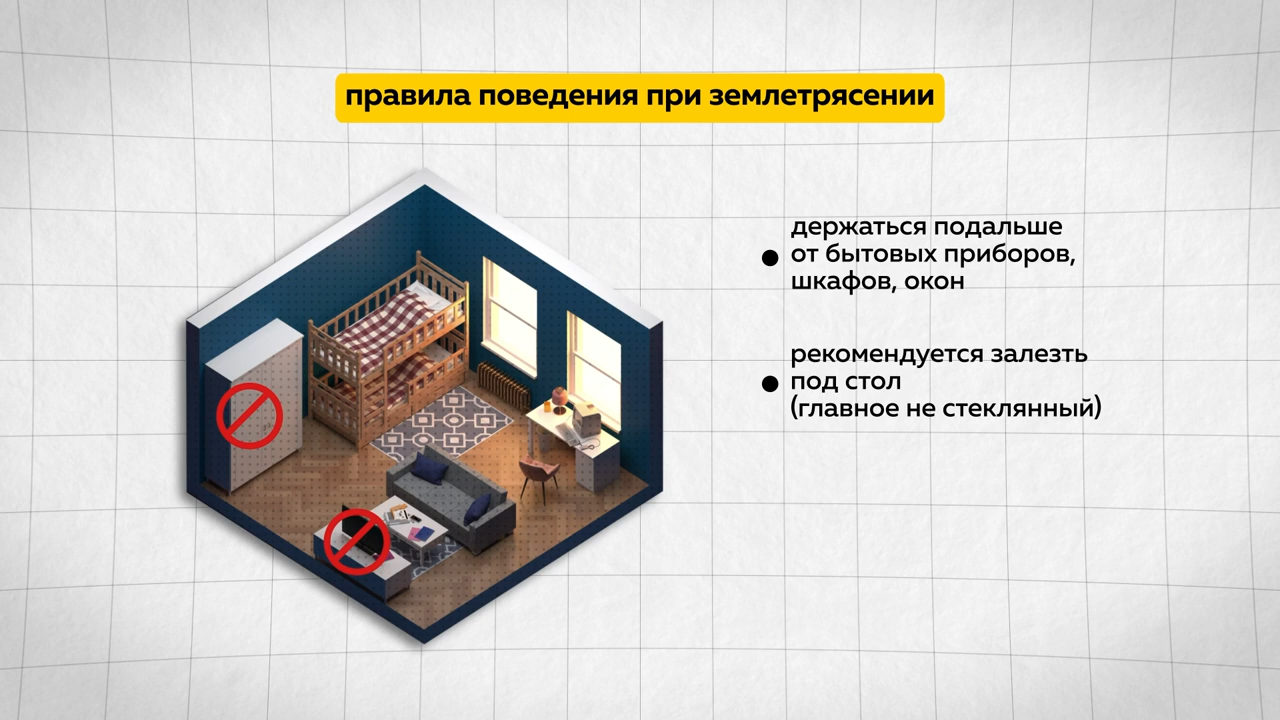 правила поведения при землетрясении
держаться подальше
от бытовых приборов,
шкафов, окон
рекомендуется залезть
под стол
(главное не стеклянный)